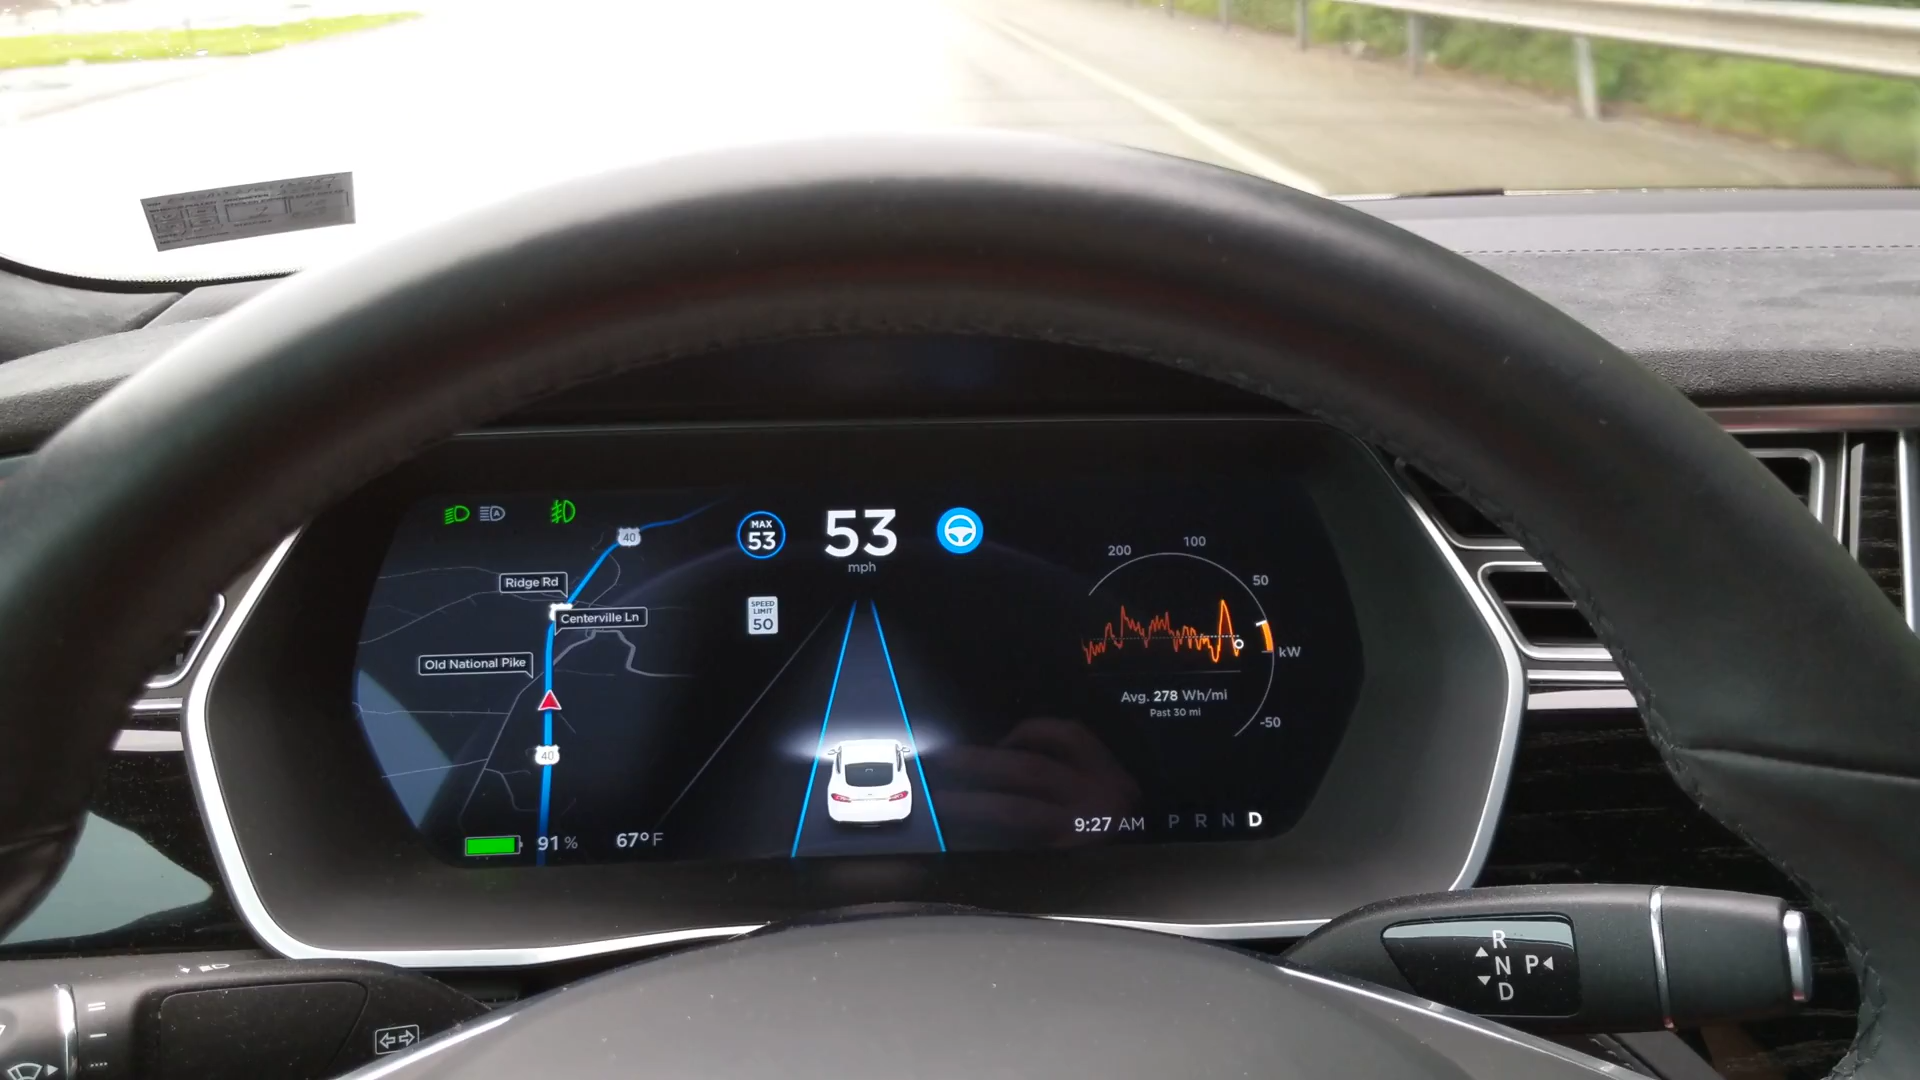 40
MAX
53
53
mph
Ridge Rd
Centerville Ln
SPEED
LIMIT
50
Old National Pike
40
91 %
67° F
200
100
50
kW
-50
Avg. 278 Wh/mi
Past 30 mi
9:27 AM P R N D
R
N P
D